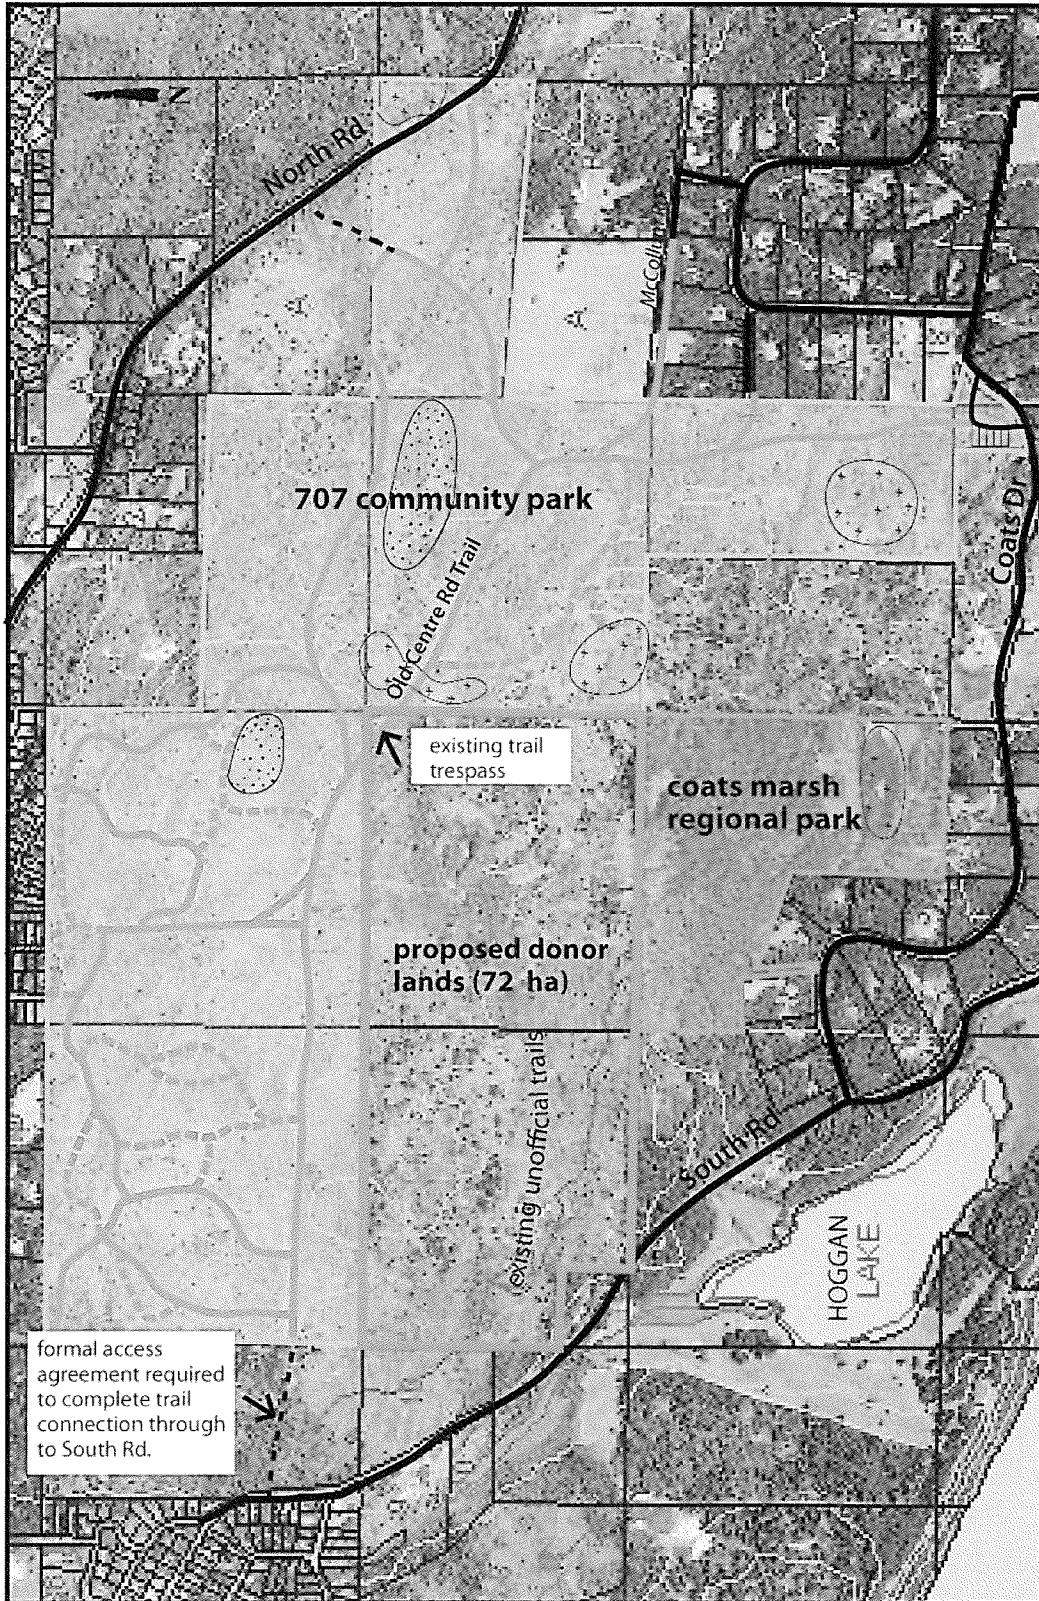 N
North Rd
A
A
A
McCollu
707 community park
Old Centre Rd Trail
Coats Dr
existing trail
trespass
coats marsh
regional park
proposed donor
lands (72 ha)
existing unofficial trails
South Rd
HOGGAN
LAKE
formal access
agreement required
to complete trail
connection through
to South Rd.